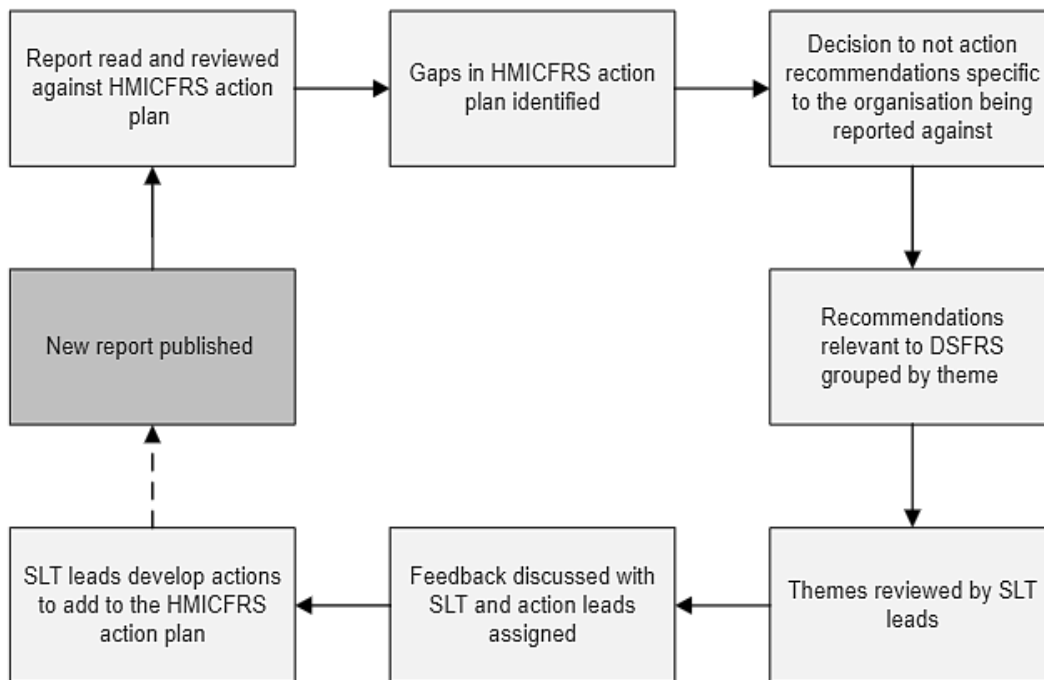 Report read and reviewed
against HMICFRS action
plan
Gaps in HMICFRS action
plan identified
Decision to not action
recommendations specific
to the organisation being
reported against
New report published
Recommendations
relevant to DSFRS
grouped by theme
SLT leads develop actions
to add to the HMICFRS
action plan
Feedback discussed with
SLT and action leads
assigned
Themes reviewed by SLT
leads